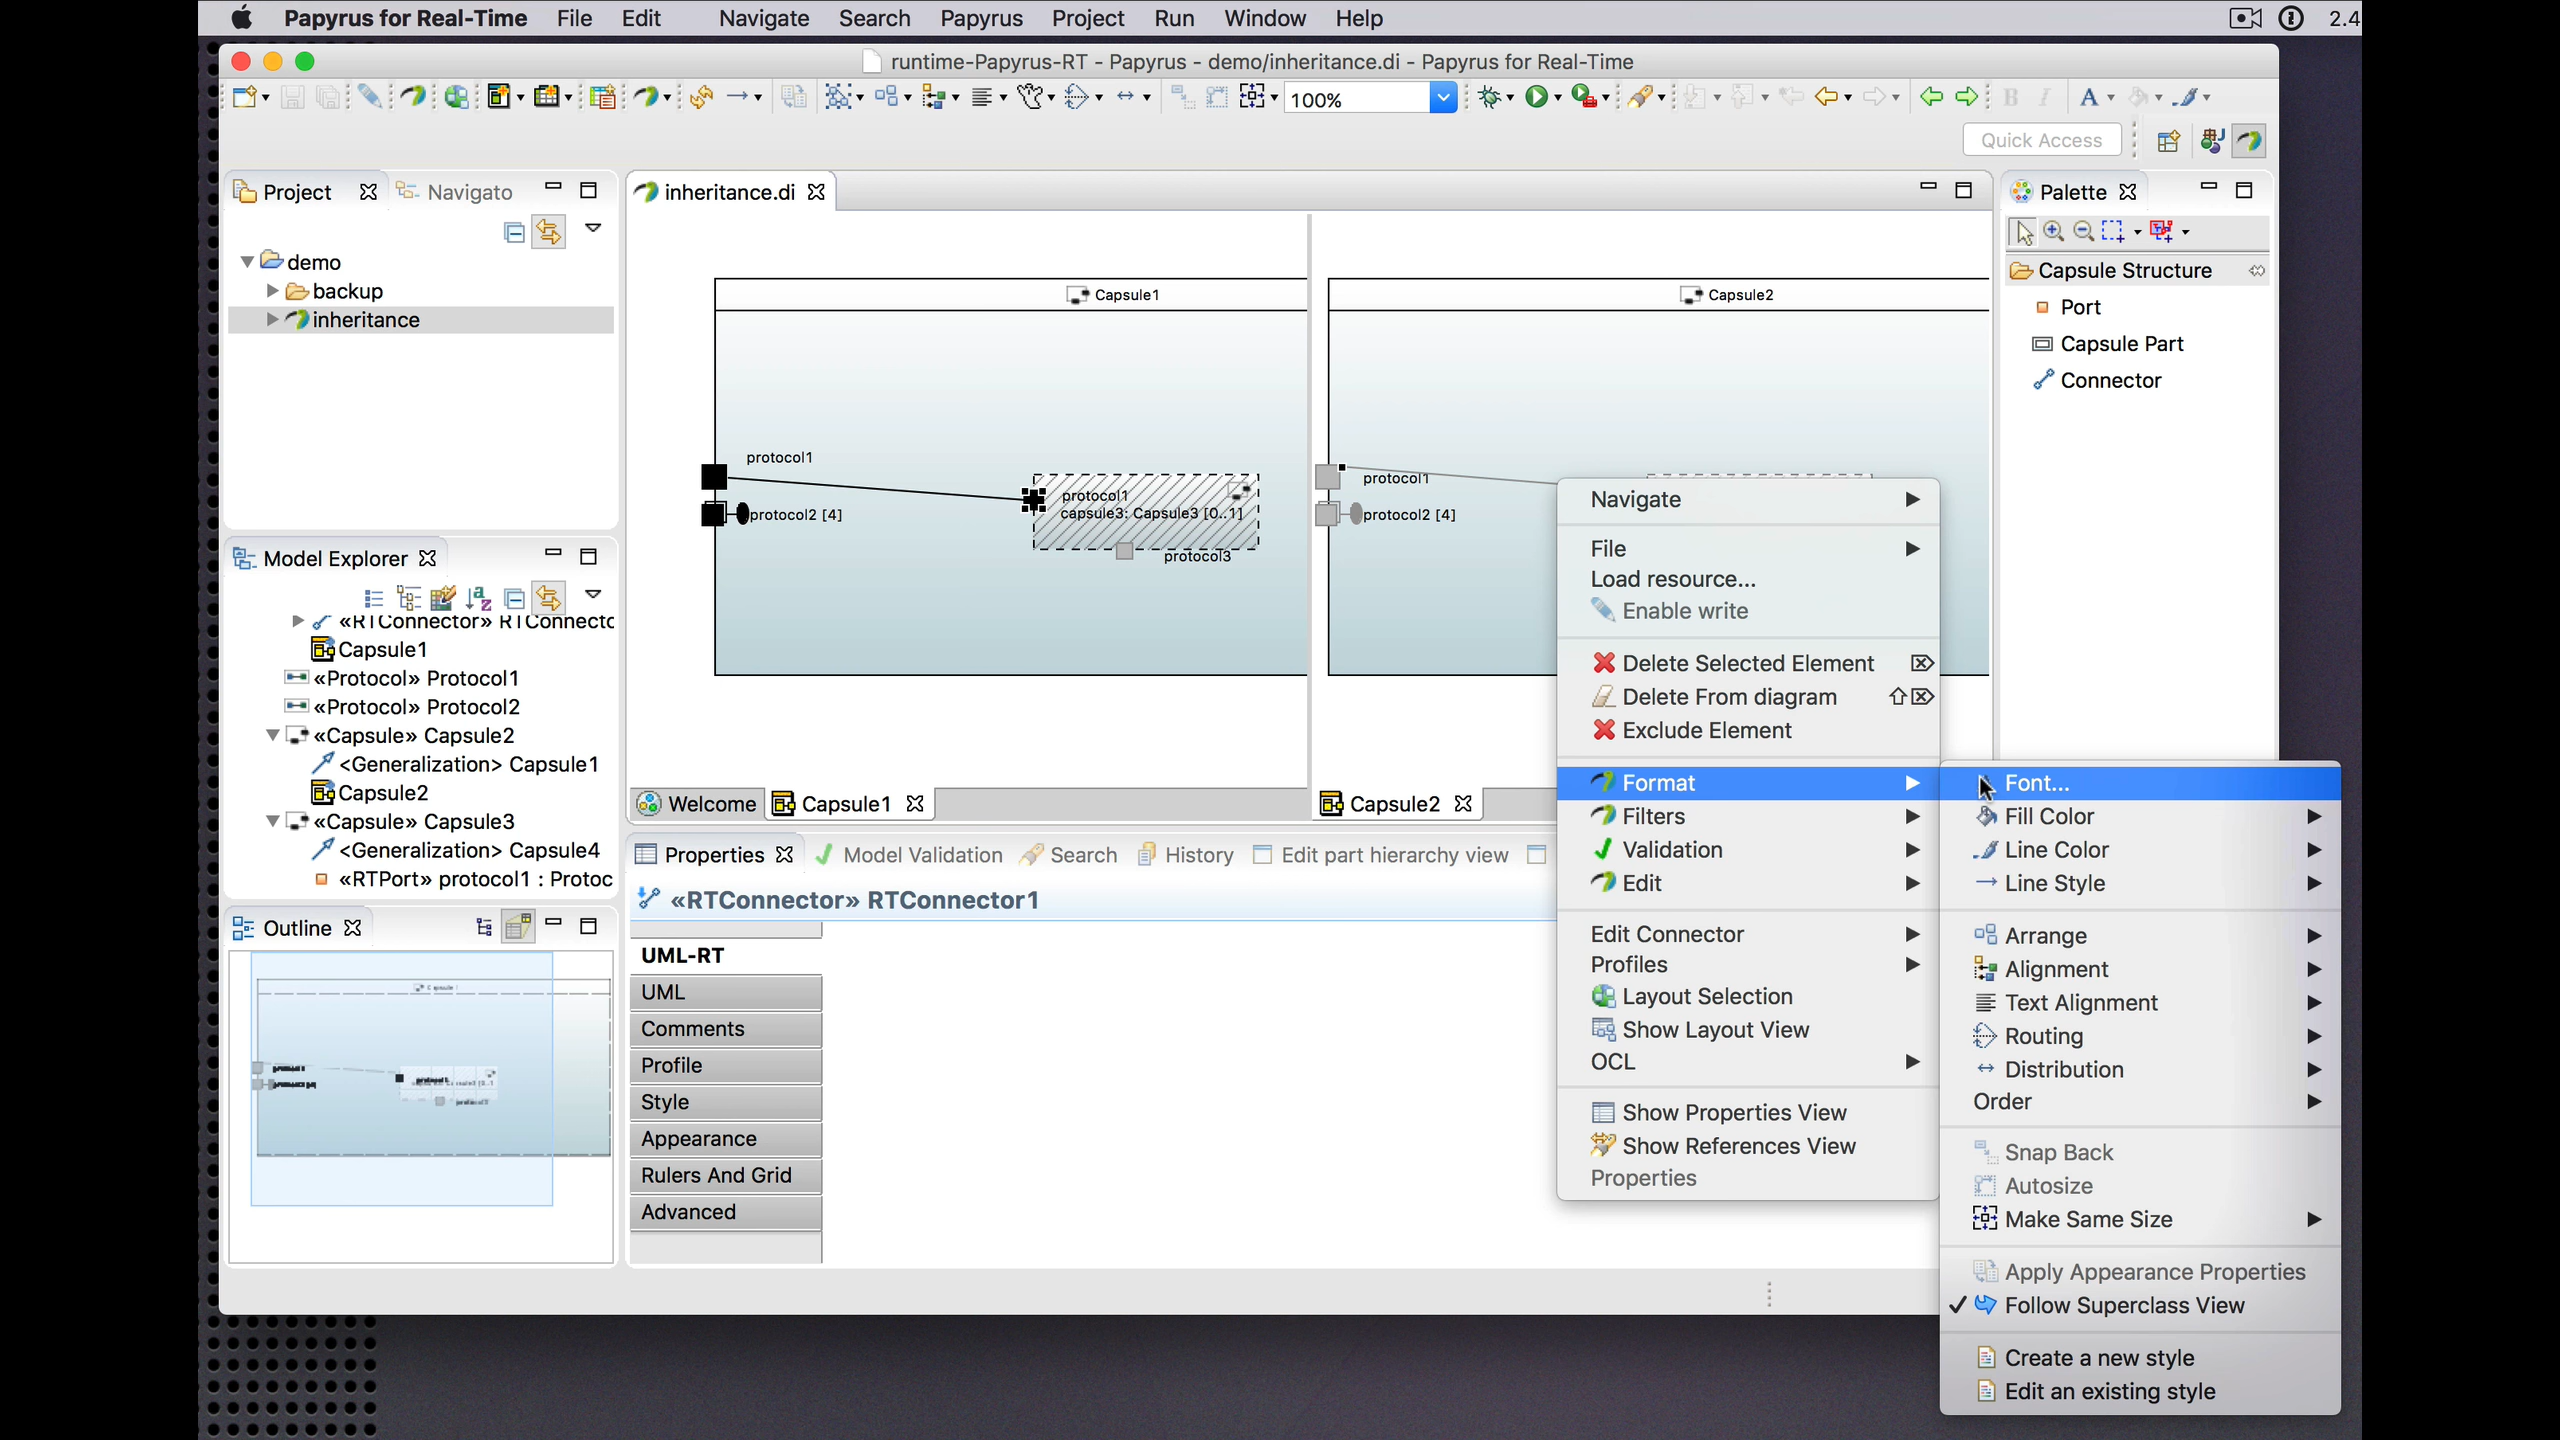 Papyrus for Real-Time File Edit Navigate Search Papyrus Project Run Window Help 2.4
runtime-Papyrus-RT - Papyrus - demo/inheritance.di - Papyrus for Real-Time
100%
Quick Access
Project
Navigato
demo
backup
inheritance
Model Explorer
«RTConnector» RTConnecto
Capsule1
«Protocol» Protocol1
«Protocol» Protocol2
«Capsule» Capsule2
<Generalization> Capsule1
Capsule2
«Capsule» Capsule3
<Generalization> Capsule4
«RTPort» protocol1 : Protoc
Outline
inheritance.di
Capsule1
protocol1
protocol2 [4]
protocol1
capsule3: Capsule3 [0..1]
protocol3
Capsule2
protocol1
protocol2 [4]
Welcome
Capsule1
Capsule2
Properties
Model Validation
Search
History
Edit part hierarchy view
«RTConnector» RTConnector1
UML-RT
UML
Comments
Profile
Style
Appearance
Rulers And Grid
Advanced
Palette
Capsule Structure
Port
Capsule Part
Connector
Navigate
File
Load resource...
Enable write
Delete Selected Element
Delete From diagram
Exclude Element
Format
Filters
Validation
Edit
Edit Connector
Profiles
Layout Selection
Show Layout View
OCL
Show Properties View
Show References View
Properties
Font...
Fill Color
Line Color
Line Style
Arrange
Alignment
Text Alignment
Routing
Distribution
Order
Snap Back
Autosize
Make Same Size
Apply Appearance Properties
Follow Superclass View
Create a new style
Edit an existing style